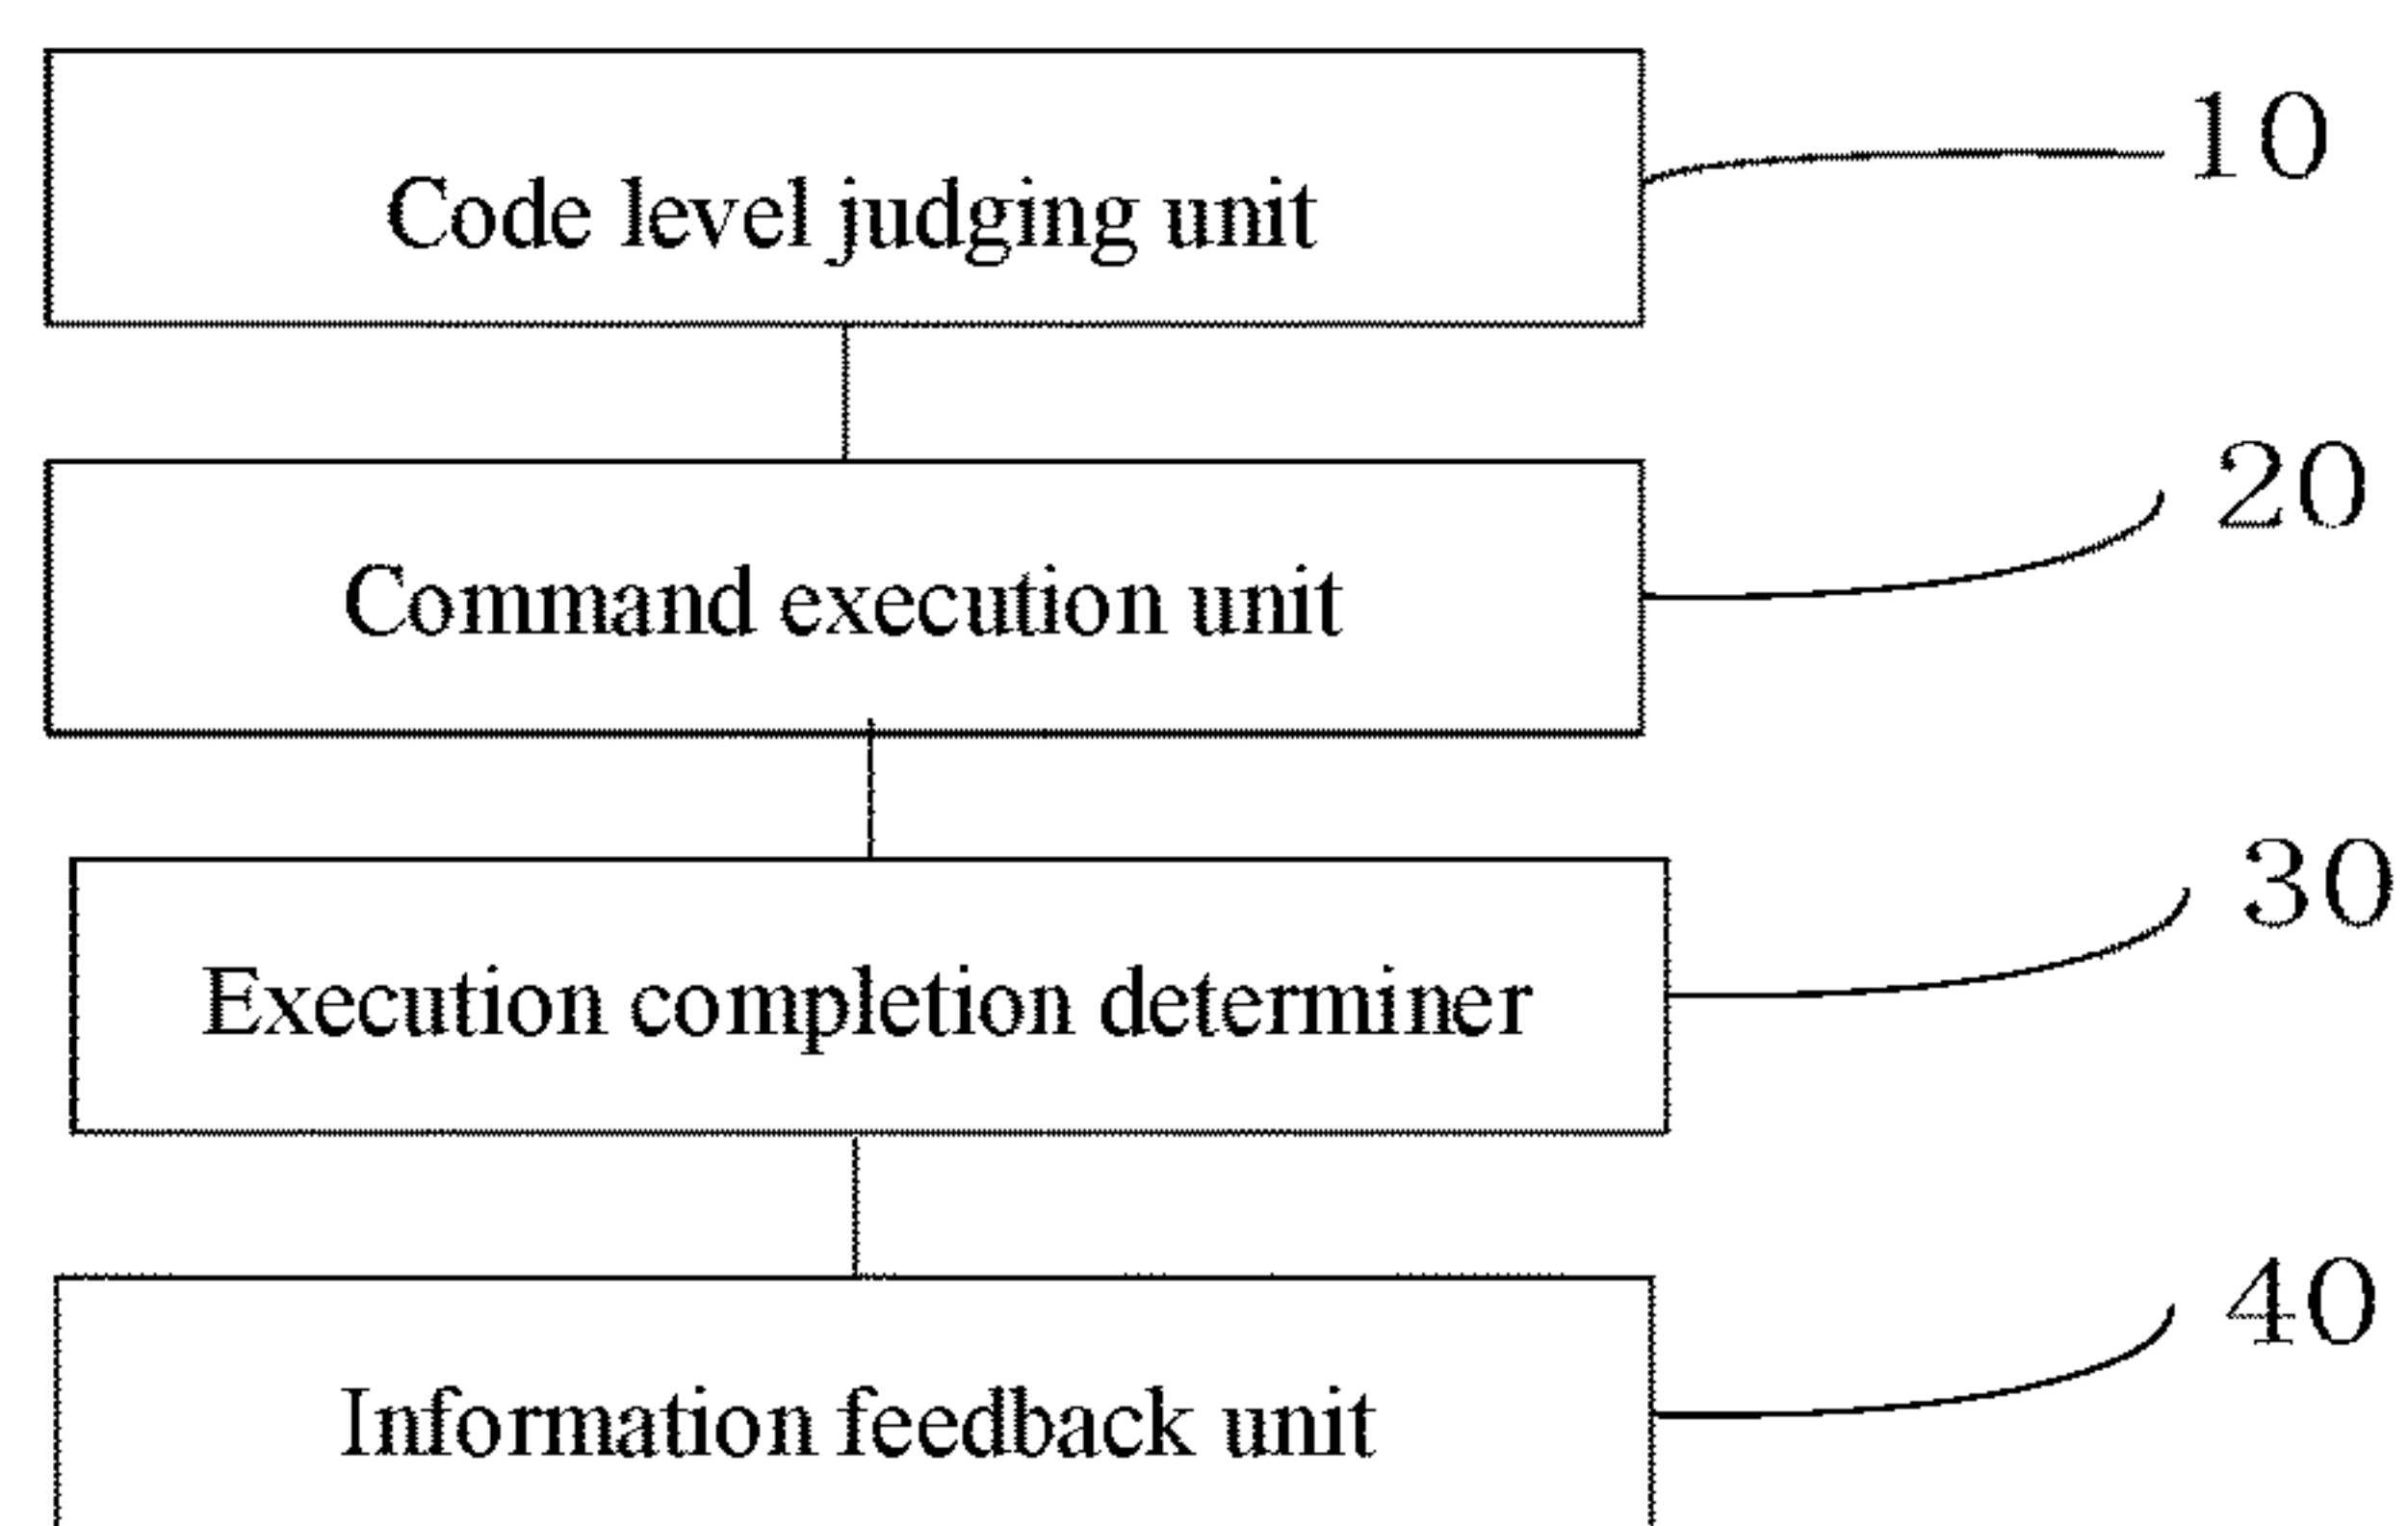 Code level judging unit
10
Command execution unit
20
Execution completion determiner
30
Information feedback unit
40